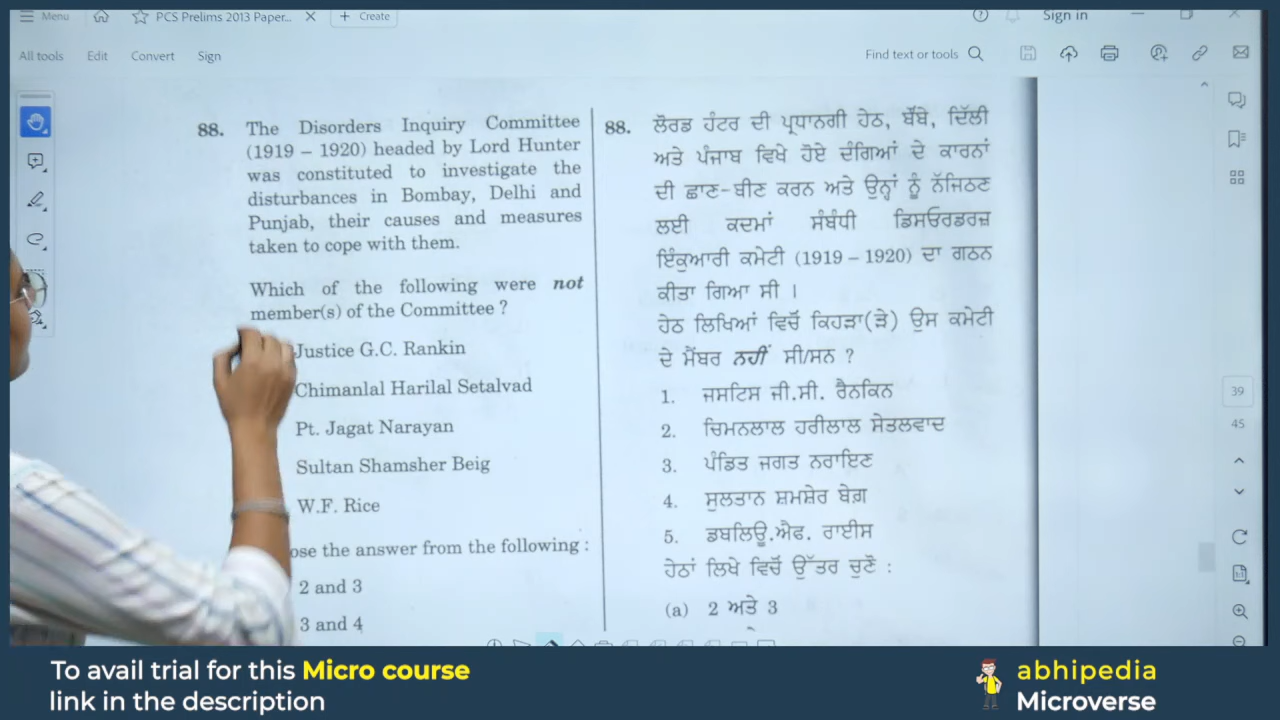 Menu
PCS Prelims 2013 Paper...
Create
Sign in
All tools
Edit
Convert
Sign
Find text or tools
88. The Disorders Inquiry Committee
(1919 – 1920) headed by Lord Hunter
was constituted to investigate the
disturbances in Bombay, Delhi and
Punjab, their causes and measures
taken to cope with them.
Which of the following were not
member(s) of the Committee ?
Justice G.C. Rankin
Chimanlal Harilal Setalvad
Pt. Jagat Narayan
Sultan Shamsher Beig
W.F. Rice
ose the answer from the following :
2 and 3
3 and 4
88. ਲੋਰਡ ਹੰਟਰ ਦੀ ਪ੍ਰਧਾਨਗੀ ਹੇਠ, ਬੌਂਬੇ, ਦਿੱਲੀ
ਅਤੇ ਪੰਜਾਬ ਵਿਖੇ ਹੋਏ ਦੰਗਿਆਂ ਦੇ ਕਾਰਨਾਂ
ਦੀ ਛਾਣ-ਬੀਣ ਕਰਨ ਅਤੇ ਉਨ੍ਹਾਂ ਨੂੰ ਨੱਜਿਠਣ
ਲਈ ਕਦਮਾਂ ਸੰਬੰਧੀ ਡਿਸਓਰਡਰਜ਼
ਇੰਕੁਆਰੀ ਕਮੇਟੀ (1919 – 1920) ਦਾ ਗਠਨ
ਕੀਤਾ ਗਿਆ ਸੀ ।
ਹੇਠ ਲਿਖਿਆਂ ਵਿਚੋਂ ਕਿਹੜਾ(ੜੇ) ਉਸ ਕਮੇਟੀ
ਦੇ ਮੈਂਬਰ ਨਹੀਂ ਸੀ/ਸਨ ?
1. ਜਸਟਿਸ ਜੀ.ਸੀ. ਰੈਨਕਿਨ
2. ਚਿਮਨਲਾਲ ਹਰੀਲਾਲ ਸੇਤਲਵਾਦ
3. ਪੰਡਿਤ ਜਗਤ ਨਰਾਇਣ
4. ਸੁਲਤਾਨ ਸ਼ਮਸ਼ੇਰ ਬੇਗ਼
5. ਡਬਲਿਊ.ਐਫ. ਰਾਈਸ
ਹੇਠਾਂ ਲਿਖੇ ਵਿਚੋਂ ਉੱਤਰ ਚੁਣੋ :
(a) 2 ਅਤੇ 3
39
45
To avail trial for this Micro course
link in the description
abhipedia
Microverse